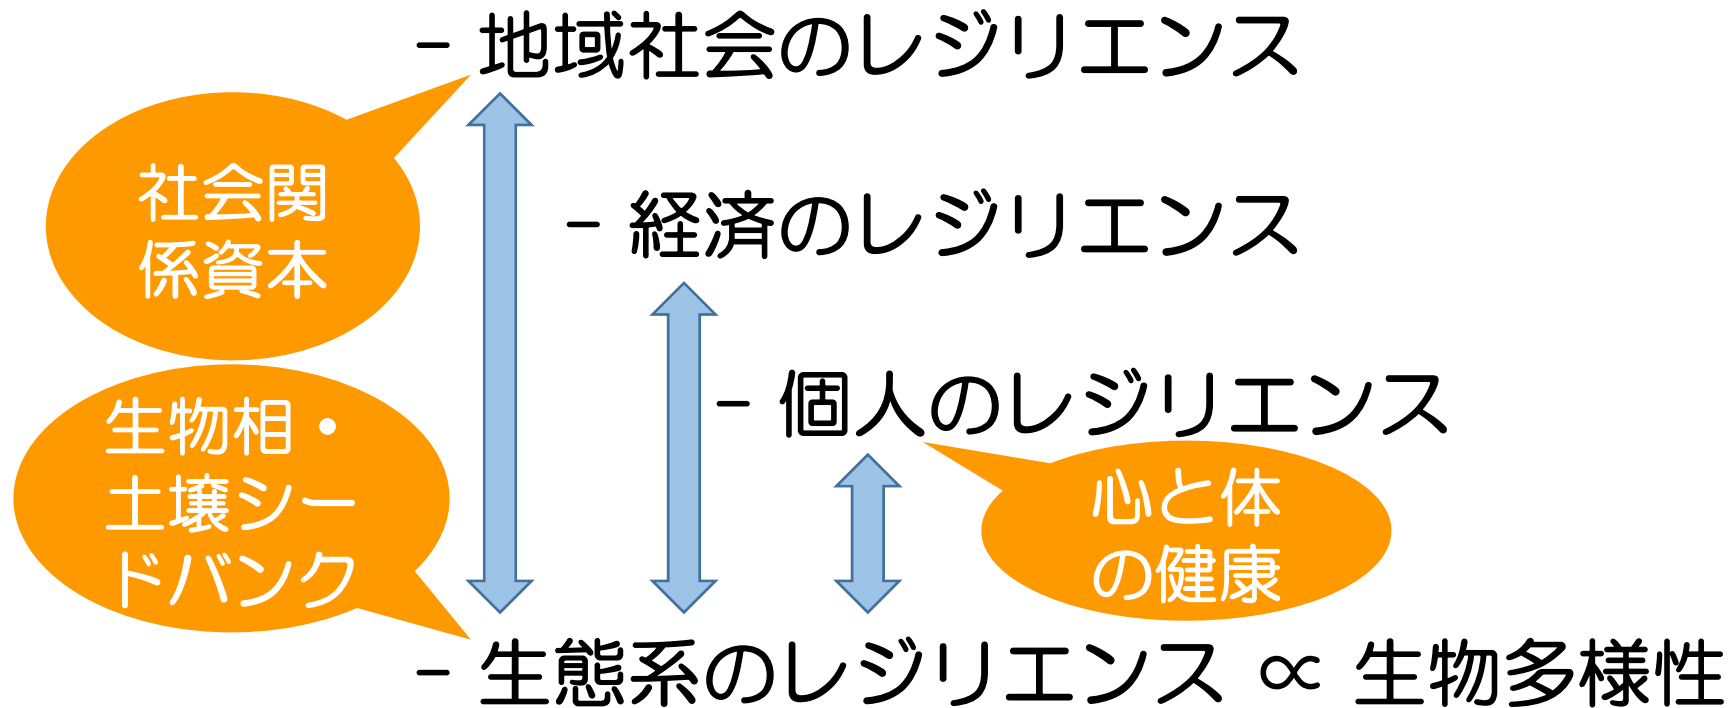 – 地域社会のレジリエンス
社会関
係資本
– 経済のレジリエンス
– 個人のレジリエンス
心と体
の健康
生物相・
土壌シー
ドバンク
– 生態系のレジリエンス ∝ 生物多様性